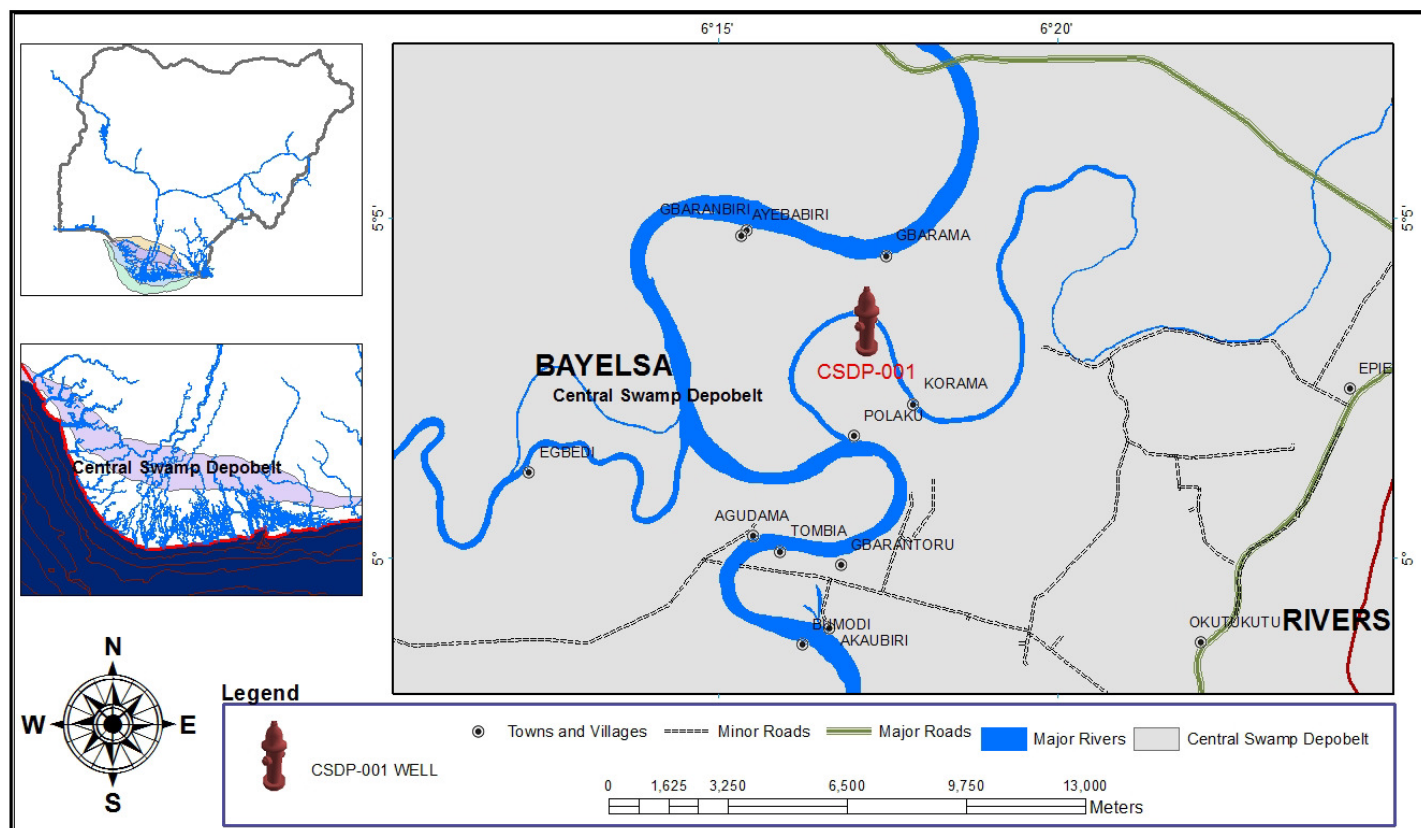 6°15'
6°20'
5°5'
5°5'
GBARANBIRI
AYEBABIRI
GBARAMA
BAYELSA
Central Swamp Depobelt
CSDP-001
KORAMA
POLAKU
EPIE
EGBEDI
Central Swamp Depobelt
AGUDAMA
TOMBIA
GBARANTORU
5°
5°
BUMODI
AKAUBIRI
OKUTUKUTU
RIVERS
N
W
E
S
Legend
CSDP-001 WELL
Towns and Villages
Minor Roads
Major Roads
Major Rivers
Central Swamp Depobelt
0 1,625 3,250 6,500 9,750 13,000
Meters